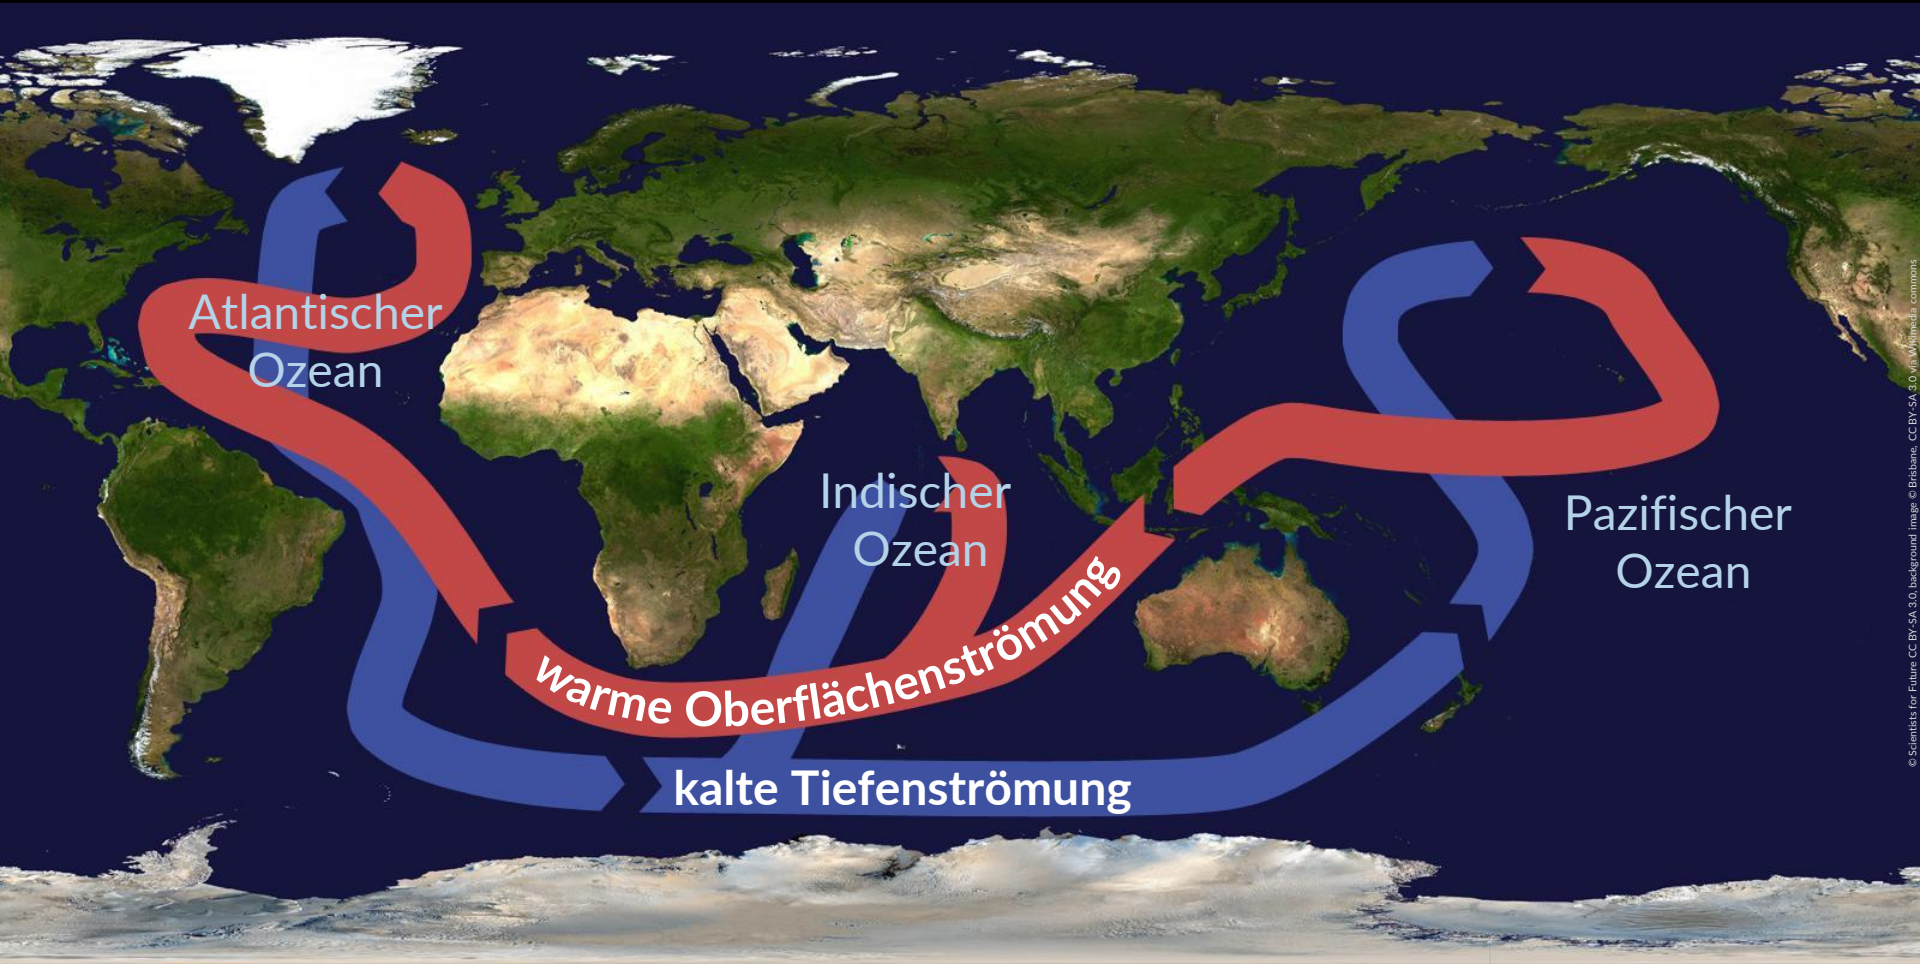 Atlantischer
Ozean
Indischer
Ozean
Pazifischer
Ozean
warme Oberflächenströmung
kalte Tiefenströmung
© Scientists for Future CC BY-SA 3.0, background image © Brisbane, CC BY-SA 3.0 via Wikimedia commons